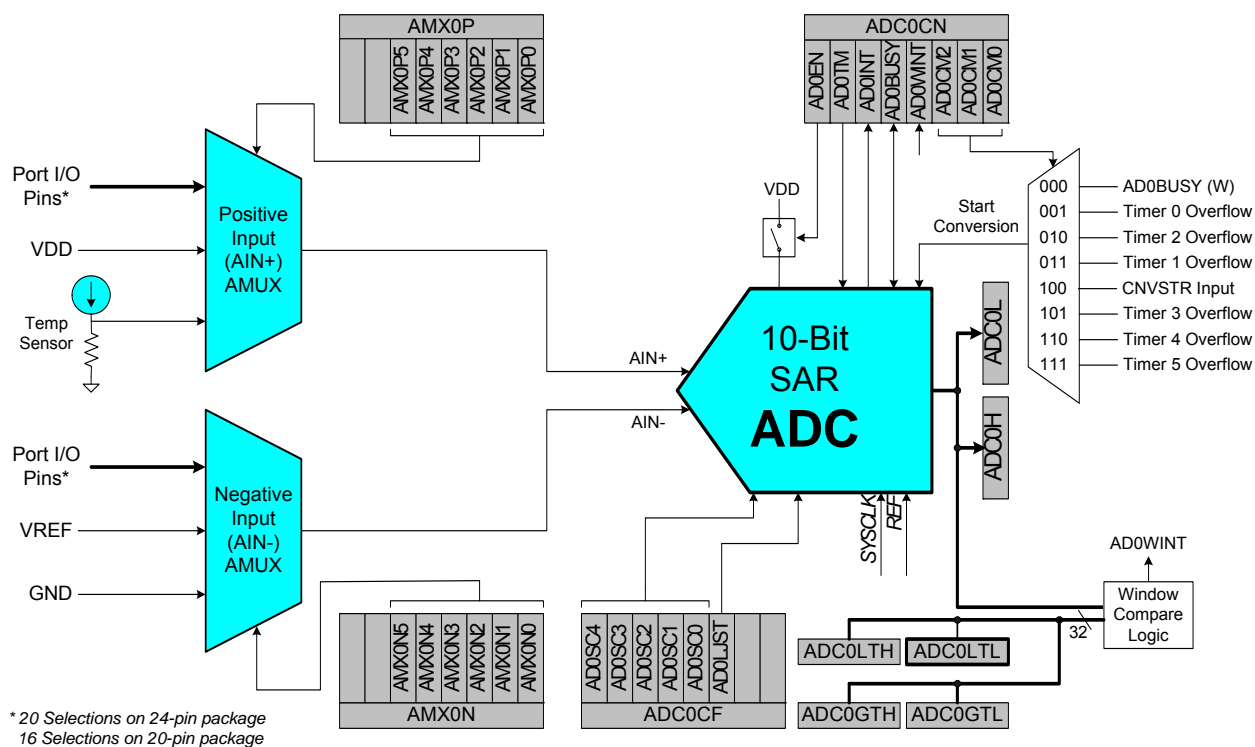 AMX0P
AMX0P5
AMX0P4
AMX0P3
AMX0P2
AMX0P1
AMX0P0
ADC0CN
AD0EN
AD0TM
AD0INT
AD0BUSY
AD0WINT
AD0CM2
AD0CM1
AD0CM0
Port I/O
Pins*
VDD
Temp
Sensor
Positive
Input
(AIN+)
AMUX
VDD
Start
Conversion
000
001
010
011
100
101
110
111
AD0BUSY (W)
Timer 0 Overflow
Timer 2 Overflow
Timer 1 Overflow
CNVSTR Input
Timer 3 Overflow
Timer 4 Overflow
Timer 5 Overflow
AIN+
AIN-
10-Bit
SAR
ADC
ADC0L
ADC0H
SYSCLK
REF
Port I/O
Pins*
VREF
GND
Negative
Input
(AIN-)
AMUX
AMX0N5
AMX0N4
AMX0N3
AMX0N2
AMX0N1
AMX0N0
AMX0N
AD0SC4
AD0SC3
AD0SC2
AD0SC1
AD0SC0
AD0LJST
ADC0CF
AD0WINT
Window
Compare
Logic
32
ADC0LTH
ADC0LTL
ADC0GTH
ADC0GTL
* 20 Selections on 24-pin package
16 Selections on 20-pin package